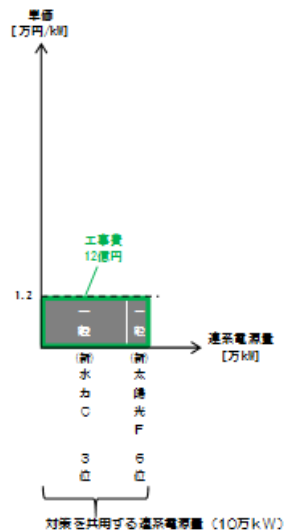 単価
[万円/kW]
工事費
12億円
1.2
一般
一般
連系電源量
[万kW]
(新)水力C 3位
(新)太陽光F 6位
対策を共用する連系電源量（10万kW）